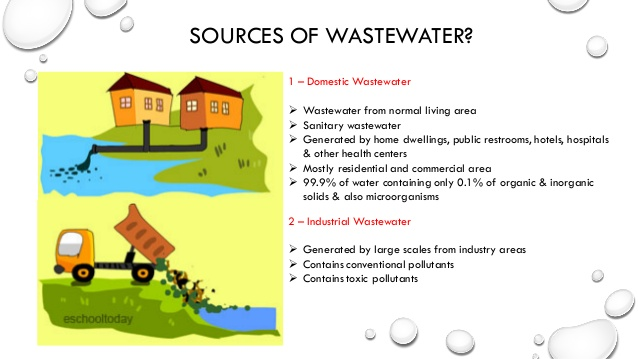 SOURCES OF WASTEWATER?
1 – Domestic Wastewater
➢ Wastewater from normal living area
➢ Sanitary wastewater
➢ Generated by home dwellings, public restrooms, hotels, hospitals
& other health centers
➢ Mostly residential and commercial area
➢ 99.9% of water containing only 0.1% of organic & inorganic
solids & also microorganisms
2 – Industrial Wastewater
➢ Generated by large scales from industry areas
➢ Contains conventional pollutants
➢ Contains toxic pollutants
eschooltoday